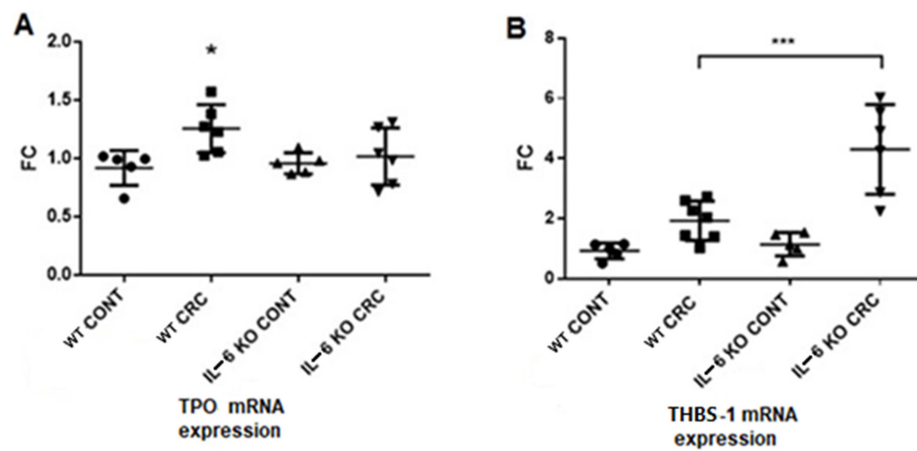 A
2.0
1.5
1.0
0.5
0.0
FC
*
WT CONT
WT CRC
IL-6 KO CONT
IL-6 KO CRC
TPO mRNA
expression
B
8
6
4
2
0
FC
***
WT CONT
WT CRC
IL-6 KO CONT
IL-6 KO CRC
THBS-1 mRNA
expression